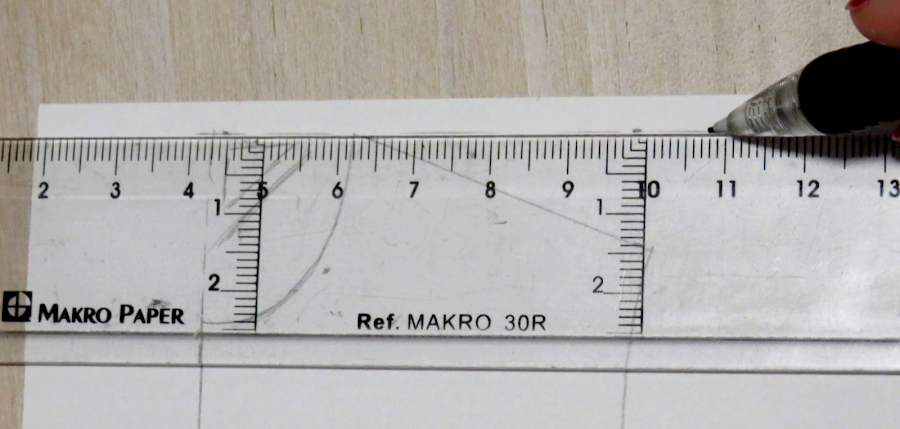 2 3 4 5 6 7 8 9 10 11 12 13
1 1
2 2
MAKRO PAPER Ref. MAKRO 30R